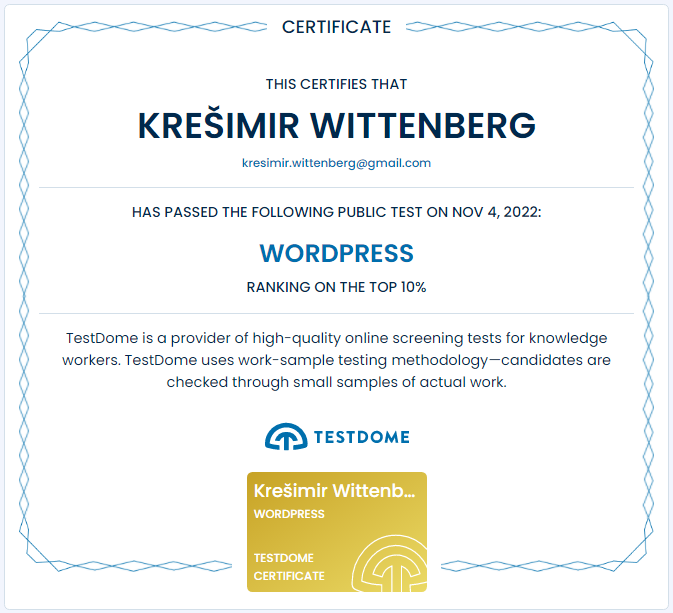 CERTIFICATE
THIS CERTIFIES THAT
KREŠIMIR WITTENBERG
kresimir.wittenberg@gmail.com
HAS PASSED THE FOLLOWING PUBLIC TEST ON NOV 4, 2022:
WORDPRESS
RANKING ON THE TOP 10%
TestDome is a provider of high-quality online screening tests for knowledge
workers. TestDome uses work-sample testing methodology—candidates are
checked through small samples of actual work.
TESTDOME
Krešimir Wittenb...
WORDPRESS
TESTDOME
CERTIFICATE